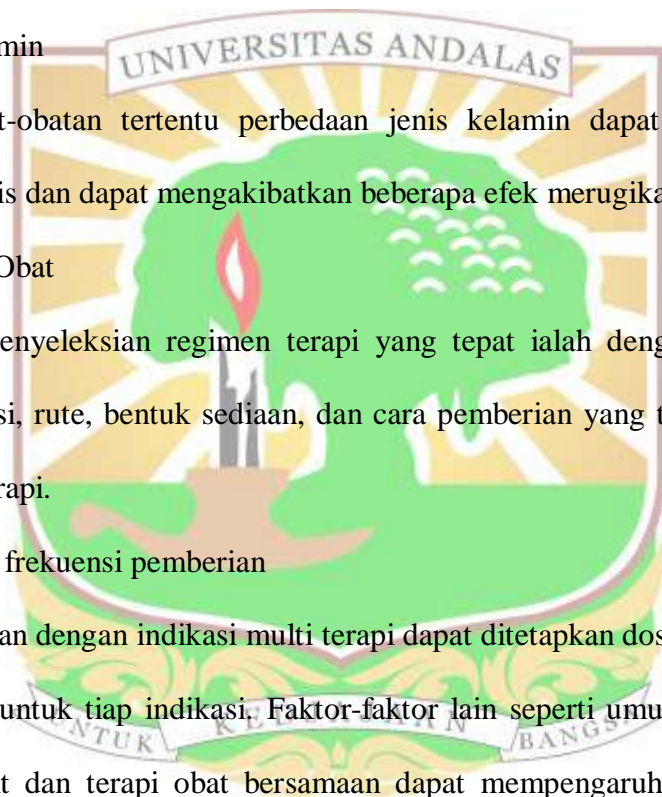 min
UNIVERSITAS ANDALAS
t-obatan tertentu perbedaan jenis kelamin dapat
is dan dapat mengakibatkan beberapa efek merugika
Obat
enyeleksian regimen terapi yang tepat ialah deng
si, rute, bentuk sediaan, dan cara pemberian yang t
rapi.
frekuensi pemberian
an dengan indikasi multi terapi dapat ditetapkan dos
untuk tiap indikasi. Faktor-faktor lain seperti umu
UNTUK KEDJAJAAN BANGSA
t dan terapi obat bersamaan dapat mempengaruh